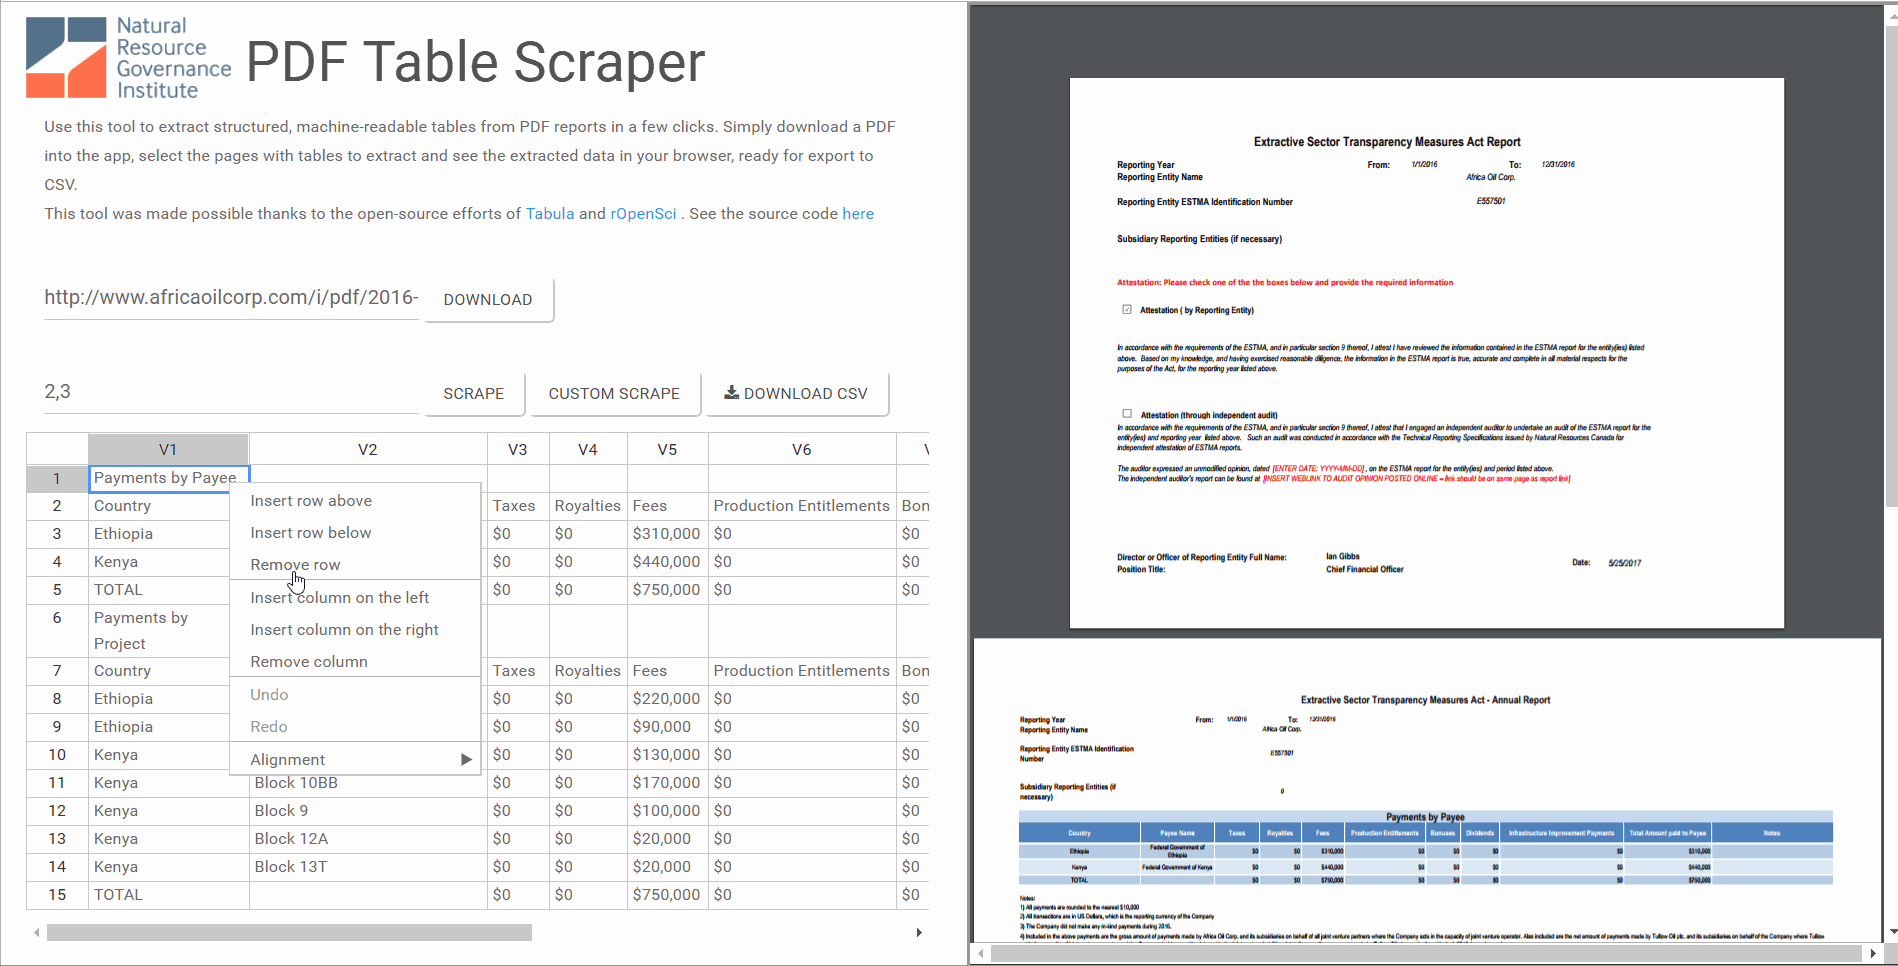 Natural
Resource
Governance
Institute
PDF Table Scraper
Use this tool to extract structured, machine-readable tables from PDF reports in a few clicks. Simply download a PDF
into the app, select the pages with tables to extract and see the extracted data in your browser, ready for export to
CSV.
This tool was made possible thanks to the open-source efforts of Tabula and rOpenSci . See the source code here
http://www.africaoilcorp.com/i/pdf/2016- DOWNLOAD
2,3 SCRAPE CUSTOM SCRAPE DOWNLOAD CSV
V1 V2 V3 V4 V5 V6
1 Payments by Payee
2 Country Taxes Royalties Fees Production Entitlements Bon
3 Ethiopia $0 $0 $310,000 $0 $0
4 Kenya $0 $0 $440,000 $0 $0
5 TOTAL $0 $0 $750,000 $0 $0
6 Payments by
Project
7 Country Taxes Royalties Fees Production Entitlements Bon
8 Ethiopia $0 $0 $220,000 $0 $0
9 Ethiopia $0 $0 $90,000 $0 $0
10 Kenya $0 $0 $130,000 $0 $0
11 Kenya Block 10BB $0 $0 $170,000 $0 $0
12 Kenya Block 9 $0 $0 $100,000 $0 $0
13 Kenya Block 12A $0 $0 $20,000 $0 $0
14 Kenya Block 13T $0 $0 $20,000 $0 $0
15 TOTAL $0 $0 $750,000 $0 $0
Insert row above
Insert row below
Remove row
Insert column on the left
Insert column on the right
Remove column
Undo
Redo
Alignment
Extractive Sector Transparency Measures Act Report
Reporting Year From: 1/1/2016 To: 12/31/2016
Reporting Entity Name Africa Oil Corp.
Reporting Entity ESTMA Identification Number E557501
Subsidiary Reporting Entities (if necessary)
Attestation: Please check one of the the boxes below and provide the required information
Attestation ( by Reporting Entity)
In accordance with the requirements of the ESTMA, and in particular section 9 thereof, I attest I have reviewed the information contained in the ESTMA report for the entity(ies) listed
above. Based on my knowledge, and having exercised reasonable diligence, the information in the ESTMA report is true, accurate and complete in all material respects for the
purposes of the Act, for the reporting year listed above.
Attestation (through independent audit)
In accordance with the requirements of the ESTMA, and in particular section 9 thereof, I attest that I engaged an independent auditor to undertake an audit of the ESTMA report for the
entity(ies) and reporting year listed above. Such an audit was conducted in accordance with the Technical Reporting Specifications issued by Natural Resources Canada for
independent attestation of ESTMA reports.
The auditor expressed an unmodified opinion, dated [ENTER DATE: YYYY-MM-DD] , on the ESTMA report for the entity(ies) and period listed above.
The independent auditor's report can be found at [INSERT WEBLINK TO AUDIT OPINION POSTED ONLINE – link should be on same page as report link]
Director or Officer of Reporting Entity Full Name: Ian Gibbs Date: 5/25/2017
Position Title: Chief Financial Officer
Extractive Sector Transparency Measures Act - Annual Report
Reporting Year From: 1/1/2016 To: 12/31/2016
Reporting Entity Name Africa Oil Corp.
Reporting Entity ESTMA Identification
Number E557501
Subsidiary Reporting Entities (if
necessary) 0
Payments by Payee
Country Payee Name Taxes Royalties Fees Production Entitlements Bonuses Dividends Infrastructure Improvement Payments Total Amount paid to Payee Notes
Ethiopia Federal Government of Ethiopia $0 $0 $310,000 $0 $0 $0 $0 $310,000
Kenya Federal Government of Kenya $0 $0 $440,000 $0 $0 $0 $0 $440,000
TOTAL $0 $0 $750,000 $0 $0 $0 $0 $750,000
Notes:
1) All payments are rounded to the nearest $10,000
2) All transactions are in US Dollars, which is the reporting currency of the Company
3) The Company did not make any in-kind payments during 2016.
4) Included in the above payments are the gross amount of payments made by Africa Oil Corp, and its subsidiaries on behalf of all joint venture partners where the Company acts in the capacity of joint venture operator. Also included are the net amount of payments made by Tullow Oil plc, and its subsidiaries on behalf of the Company where Tullow